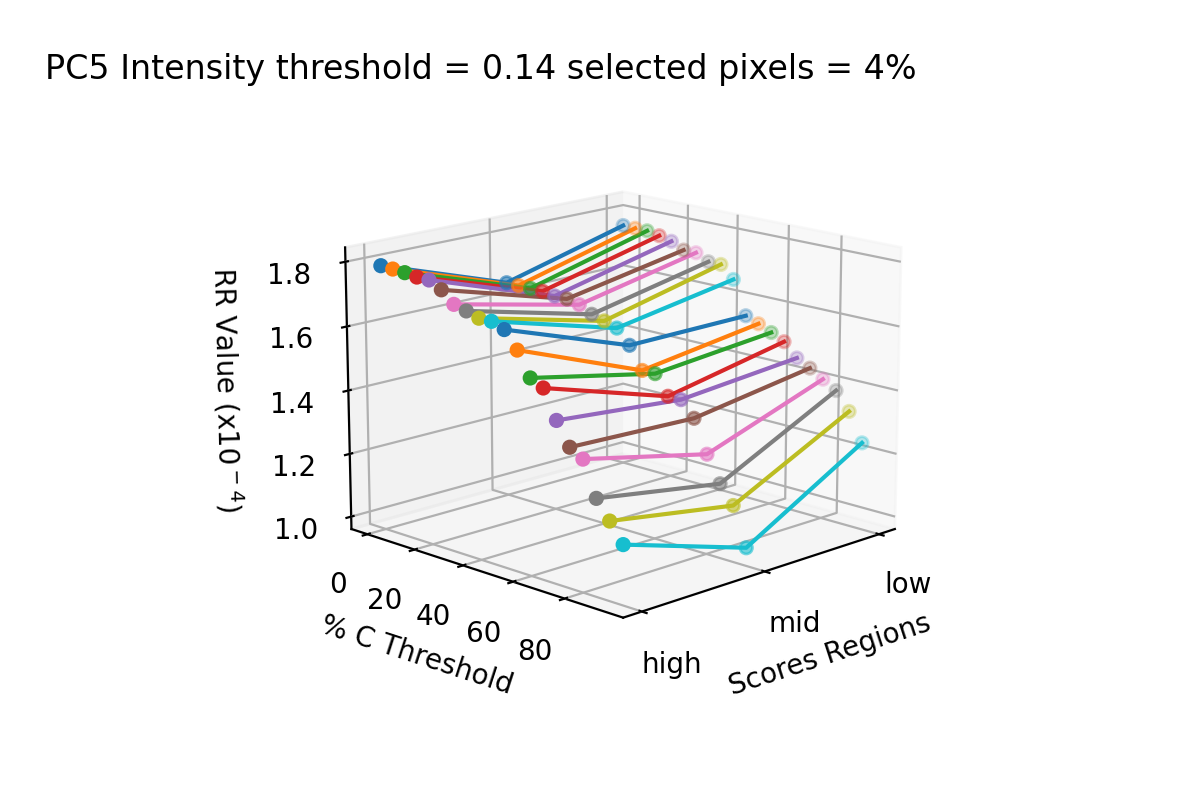 PC5 Intensity threshold = 0.14 selected pixels = 4%
RR Value (x10⁻⁴)
1.8
1.6
1.4
1.2
1.0
0
20
40
60
80
% C Threshold
high
mid
low
Scores Regions